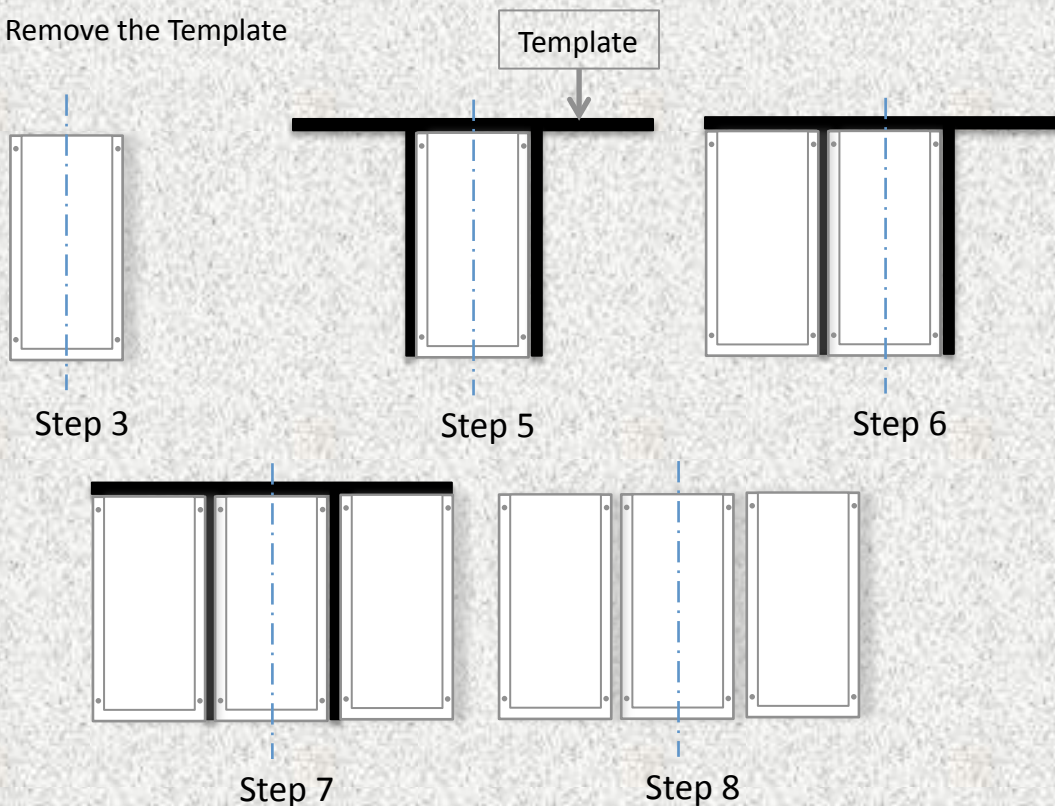 Remove the Template
Template
Step 3
Step 5
Step 6
Step 7
Step 8